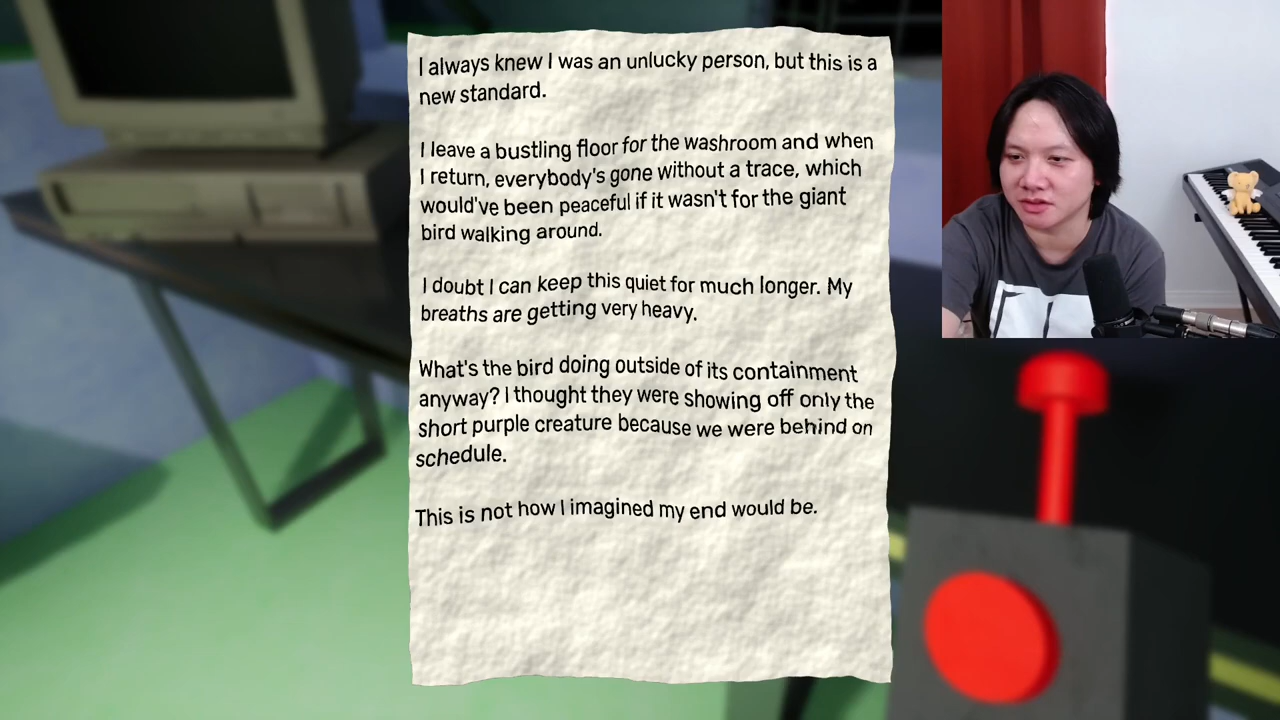 I always knew I was an unlucky person, but this is a
new standard.
I leave a bustling floor for the washroom and when
I return, everybody's gone without a trace, which
would've been peaceful if it wasn't for the giant
bird walking around.
I doubt I can keep this quiet for much longer. My
breaths are getting very heavy.
What's the bird doing outside of its containment
anyway? I thought they were showing off only the
short purple creature because we were behind on
schedule.
This is not how I imagined my end would be.